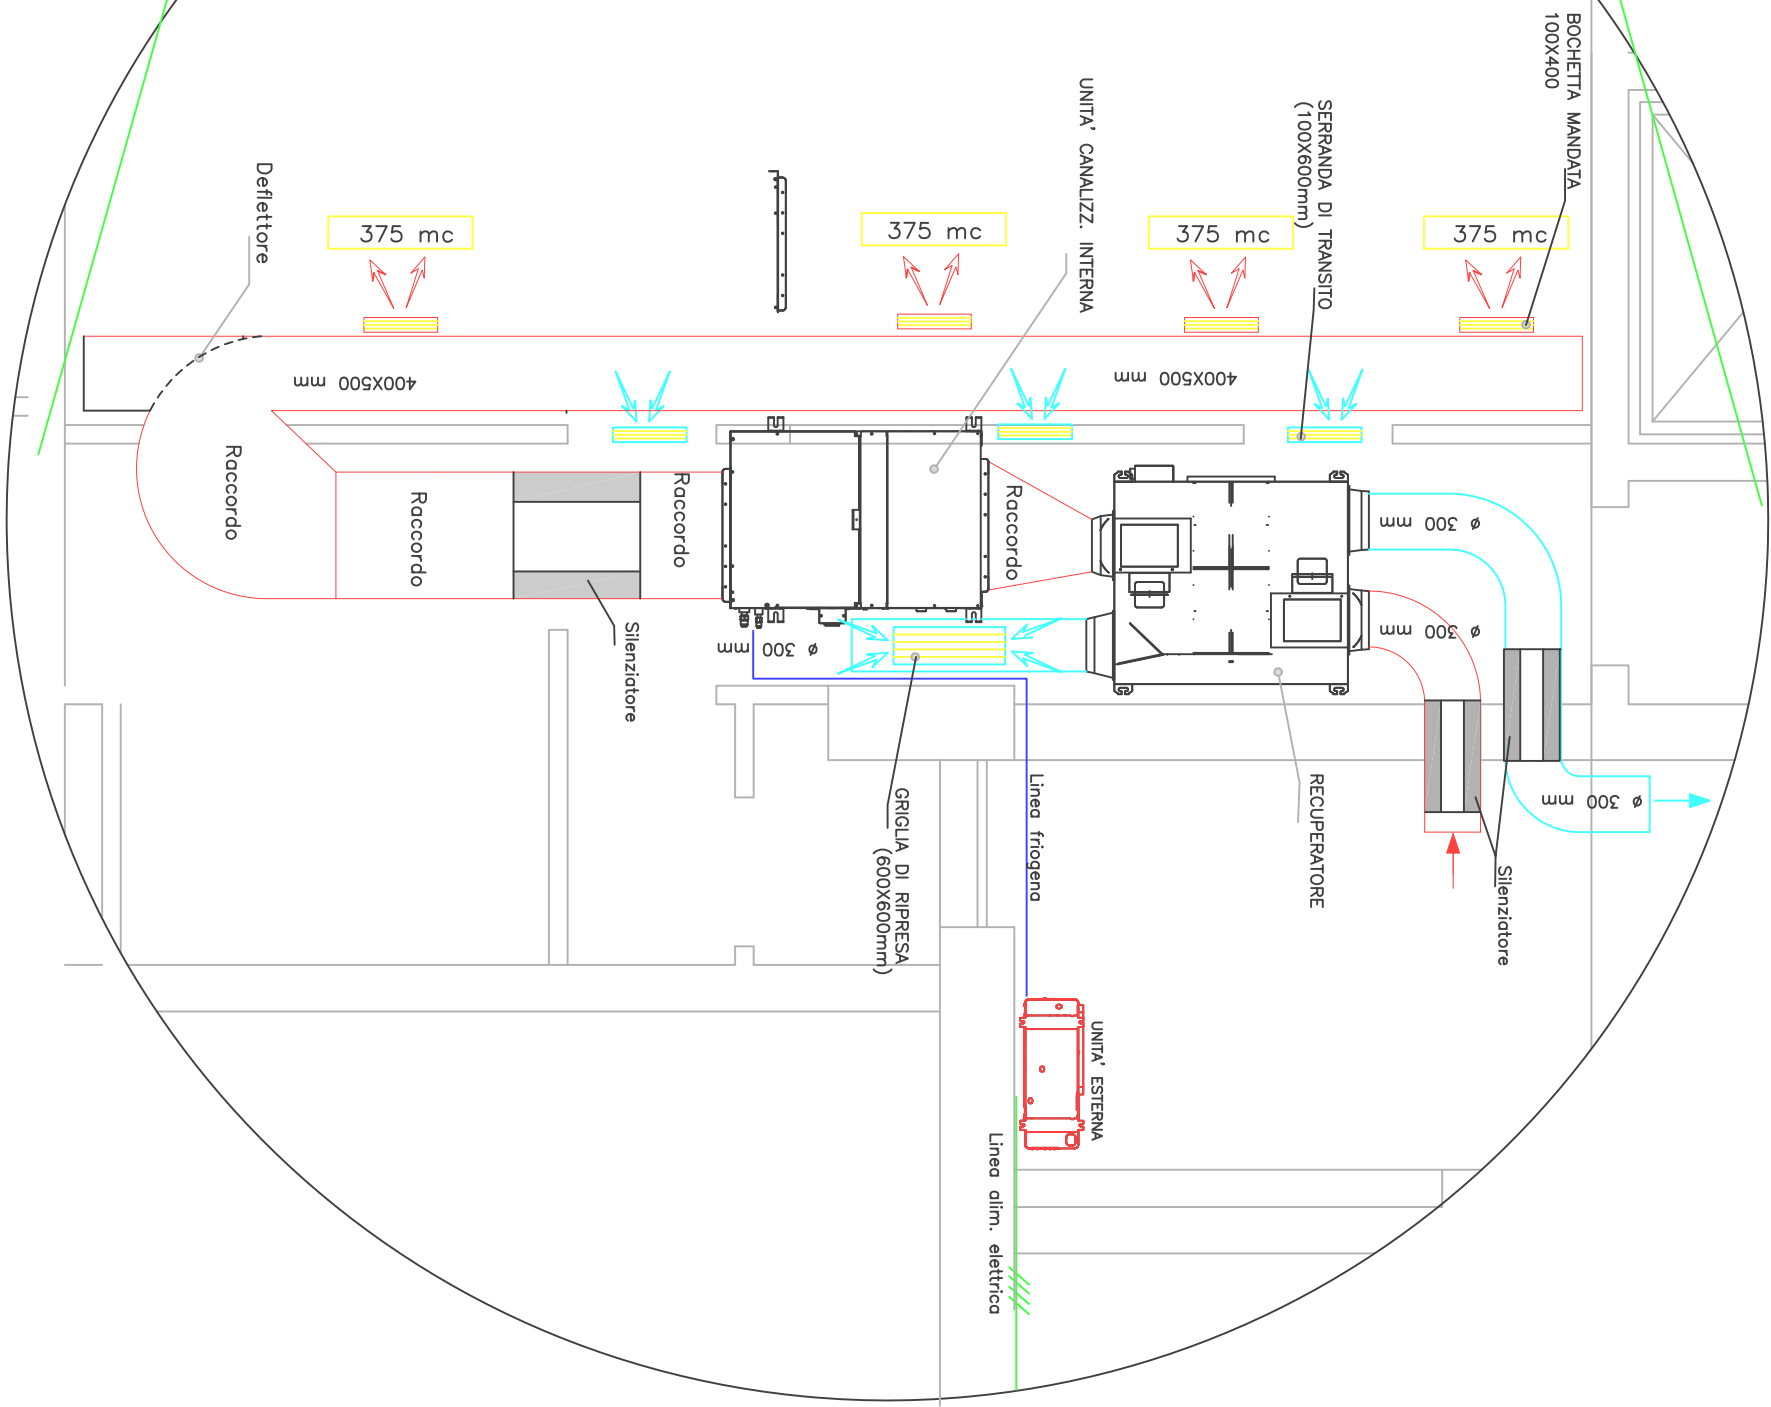 BOCHETTA MANDATA
100X400
SERRANDA DI TRANSITO
(100X600mm)
UNITA' CANALIZZ. INTERNA
Deflettore
375 mc
375 mc
375 mc
375 mc
400X500 mm
400X500 mm
Raccordo
Raccordo
Raccordo
Raccordo
ø 300 mm
ø 300 mm
ø 300 mm
ø 300 mm
Silenziatore
Silenziatore
GRIGLIA DI RIPRESA
(600X600mm)
Linea friogena
RECUPERATORE
UNITA' ESTERNA
Linea alim. elettrica